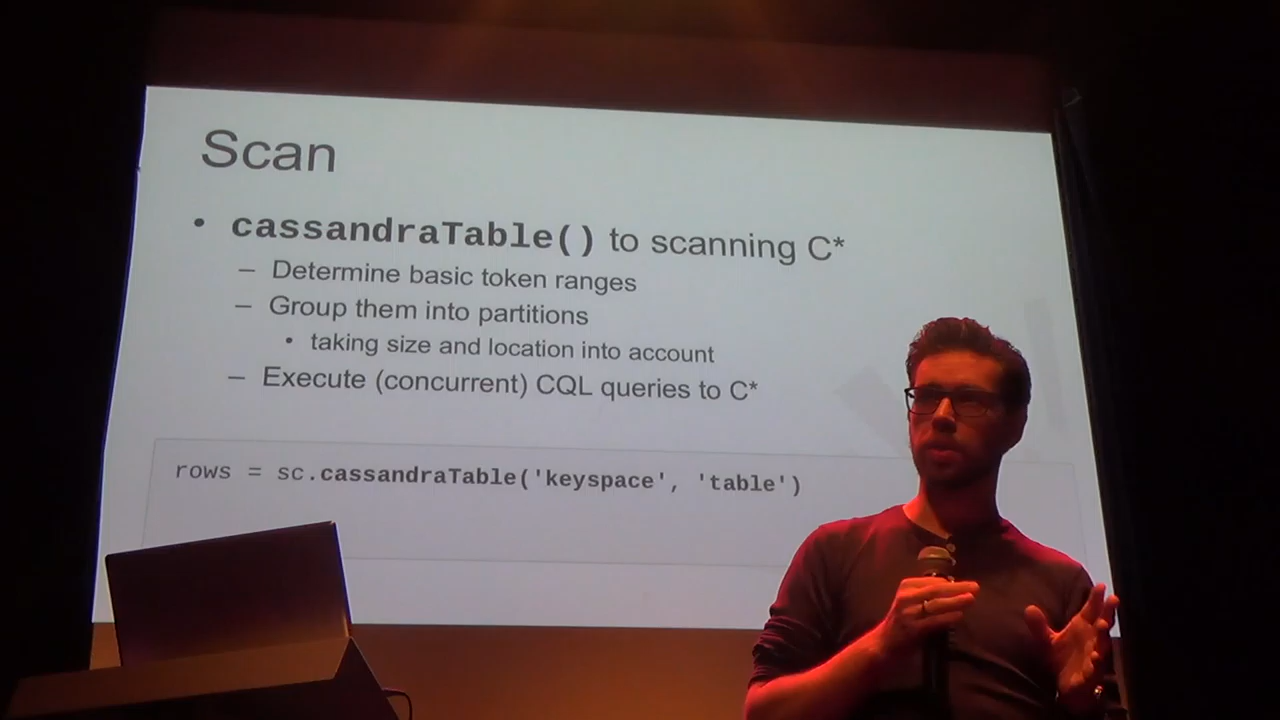 Scan
• cassandraTable() to scanning C*
– Determine basic token ranges
– Group them into partitions
• taking size and location into account
– Execute (concurrent) CQL queries to C*
rows = sc.cassandraTable('keyspace', 'table')